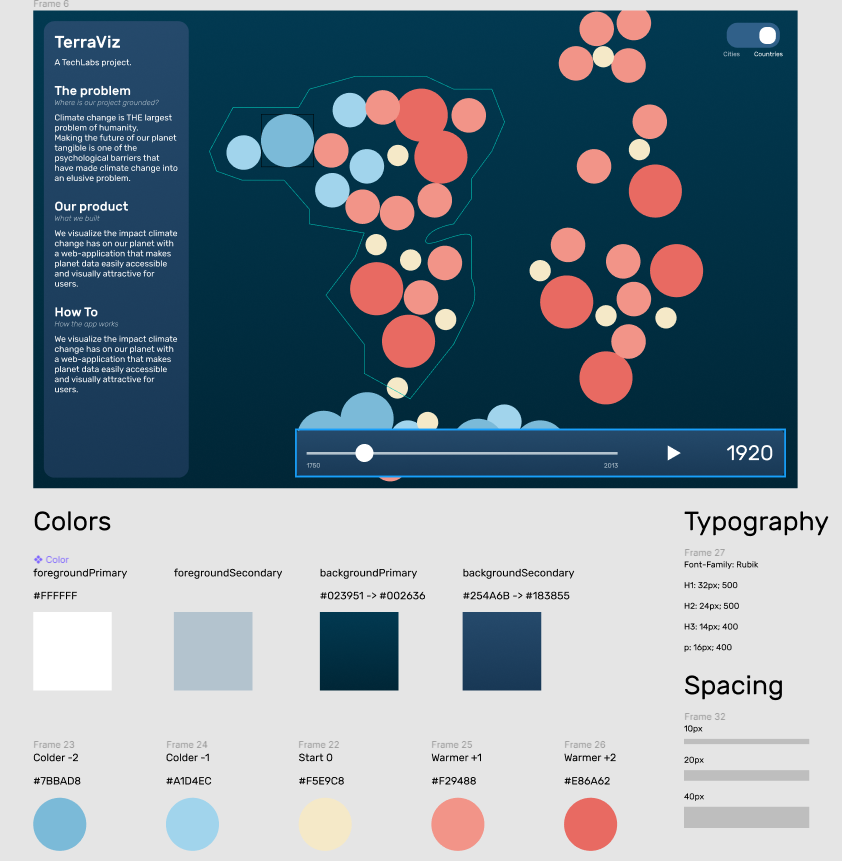 Frame 6
TerraViz
A TechLabs project.
The problem
Where is our project grounded?
Climate change is THE largest
problem of humanity.
Making the future of our planet
tangible is one of the
psychological barriers that
have made climate change into
an elusive problem.
Our product
What we built
We visualize the impact climate
change has on our planet with
a web-application that makes
planet data easily accessible
and visually attractive for
users.
How To
How the app works
We visualize the impact climate
change has on our planet with
a web-application that makes
planet data easily accessible
and visually attractive for
users.
Cities Countries
1750 2013
1920
Colors
Color
foregroundPrimary
#FFFFFF
foregroundSecondary
backgroundPrimary
#023951 -> #002636
backgroundSecondary
#254A6B -> #183855
Frame 23
Colder -2
#7BBAD8
Frame 24
Colder -1
#A1D4EC
Frame 22
Start 0
#F5E9C8
Frame 25
Warmer +1
#F29488
Frame 26
Warmer +2
#E86A62
Typography
Frame 27
Font-Family: Rubik
H1: 32px; 500
H2: 24px; 500
H3: 14px; 400
p: 16px; 400
Spacing
Frame 32
10px
20px
40px